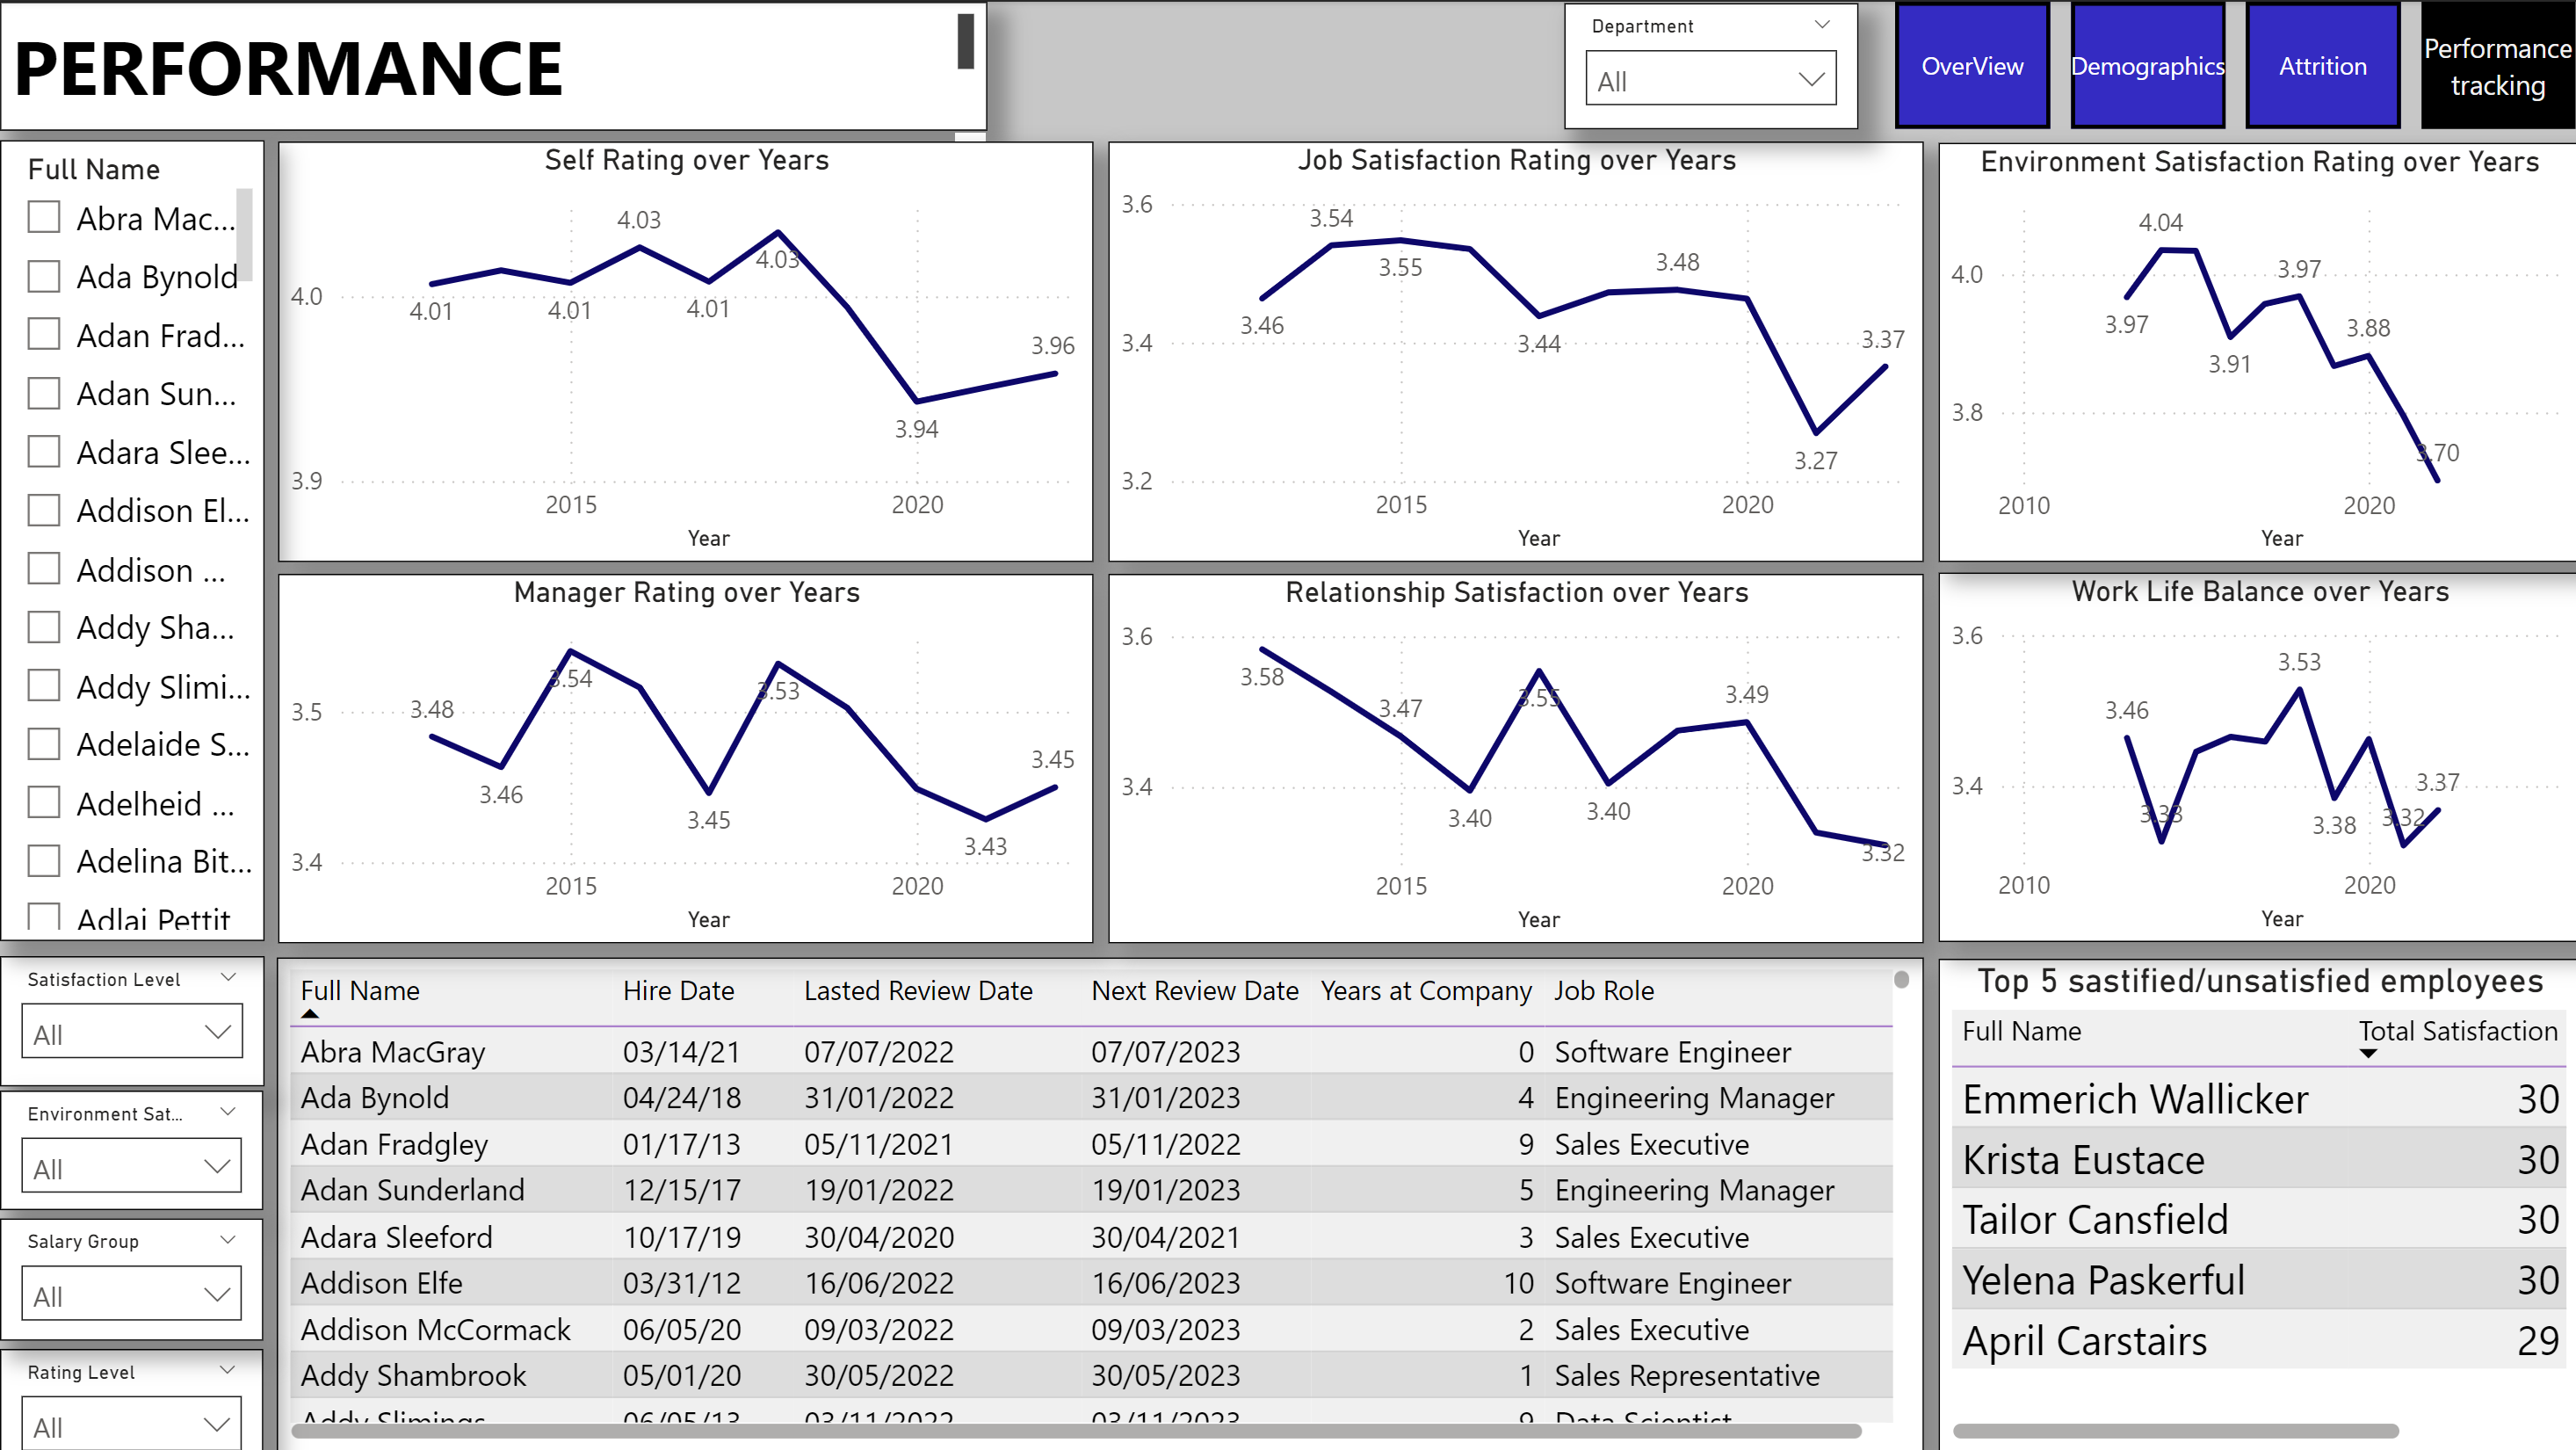 PERFORMANCE
Department
All
OverView
Demographics
Attrition
Performance
tracking
Full Name
Abra Mac...
Ada Bynold
Adan Frad...
Adan Sun...
Adara Slee...
Addison El...
Addison ...
Addy Sha...
Addy Slimi...
Adelaide S...
Adelheid ...
Adelina Bit...
Adlai Pettit
Self Rating over Years
4.0
3.9
4.01
4.01
4.03
4.01
4.03
3.94
3.96
2015
2020
Year
Job Satisfaction Rating over Years
3.6
3.4
3.2
3.46
3.54
3.55
3.44
3.48
3.27
3.37
2015
2020
Year
Environment Satisfaction Rating over Years
4.0
3.8
3.97
4.04
3.91
3.97
3.88
3.70
2010
2020
Year
Manager Rating over Years
3.5
3.4
3.48
3.46
3.54
3.45
3.53
3.43
3.45
2015
2020
Year
Relationship Satisfaction over Years
3.6
3.4
3.58
3.47
3.40
3.55
3.40
3.49
3.32
2015
2020
Year
Work Life Balance over Years
3.6
3.4
3.46
3.33
3.53
3.38
3.32
3.37
2010
2020
Year
Satisfaction Level
All
Environment Sat...
All
Salary Group
All
Rating Level
All
Full Name Hire Date Lasted Review Date Next Review Date Years at Company Job Role
Abra MacGray 03/14/21 07/07/2022 07/07/2023 0 Software Engineer
Ada Bynold 04/24/18 31/01/2022 31/01/2023 4 Engineering Manager
Adan Fradgley 01/17/13 05/11/2021 05/11/2022 9 Sales Executive
Adan Sunderland 12/15/17 19/01/2022 19/01/2023 5 Engineering Manager
Adara Sleeford 10/17/19 30/04/2020 30/04/2021 3 Sales Executive
Addison Elfe 03/31/12 16/06/2022 16/06/2023 10 Software Engineer
Addison McCormack 06/05/20 09/03/2022 09/03/2023 2 Sales Executive
Addy Shambrook 05/01/20 30/05/2022 30/05/2023 1 Sales Representative
Addy Slimings 06/05/13 03/11/2022 03/11/2023 9 Data Scientist
Top 5 sastified/unsatisfied employees
Full Name Total Satisfaction
Emmerich Wallicker 30
Krista Eustace 30
Tailor Cansfield 30
Yelena Paskerful 30
April Carstairs 29